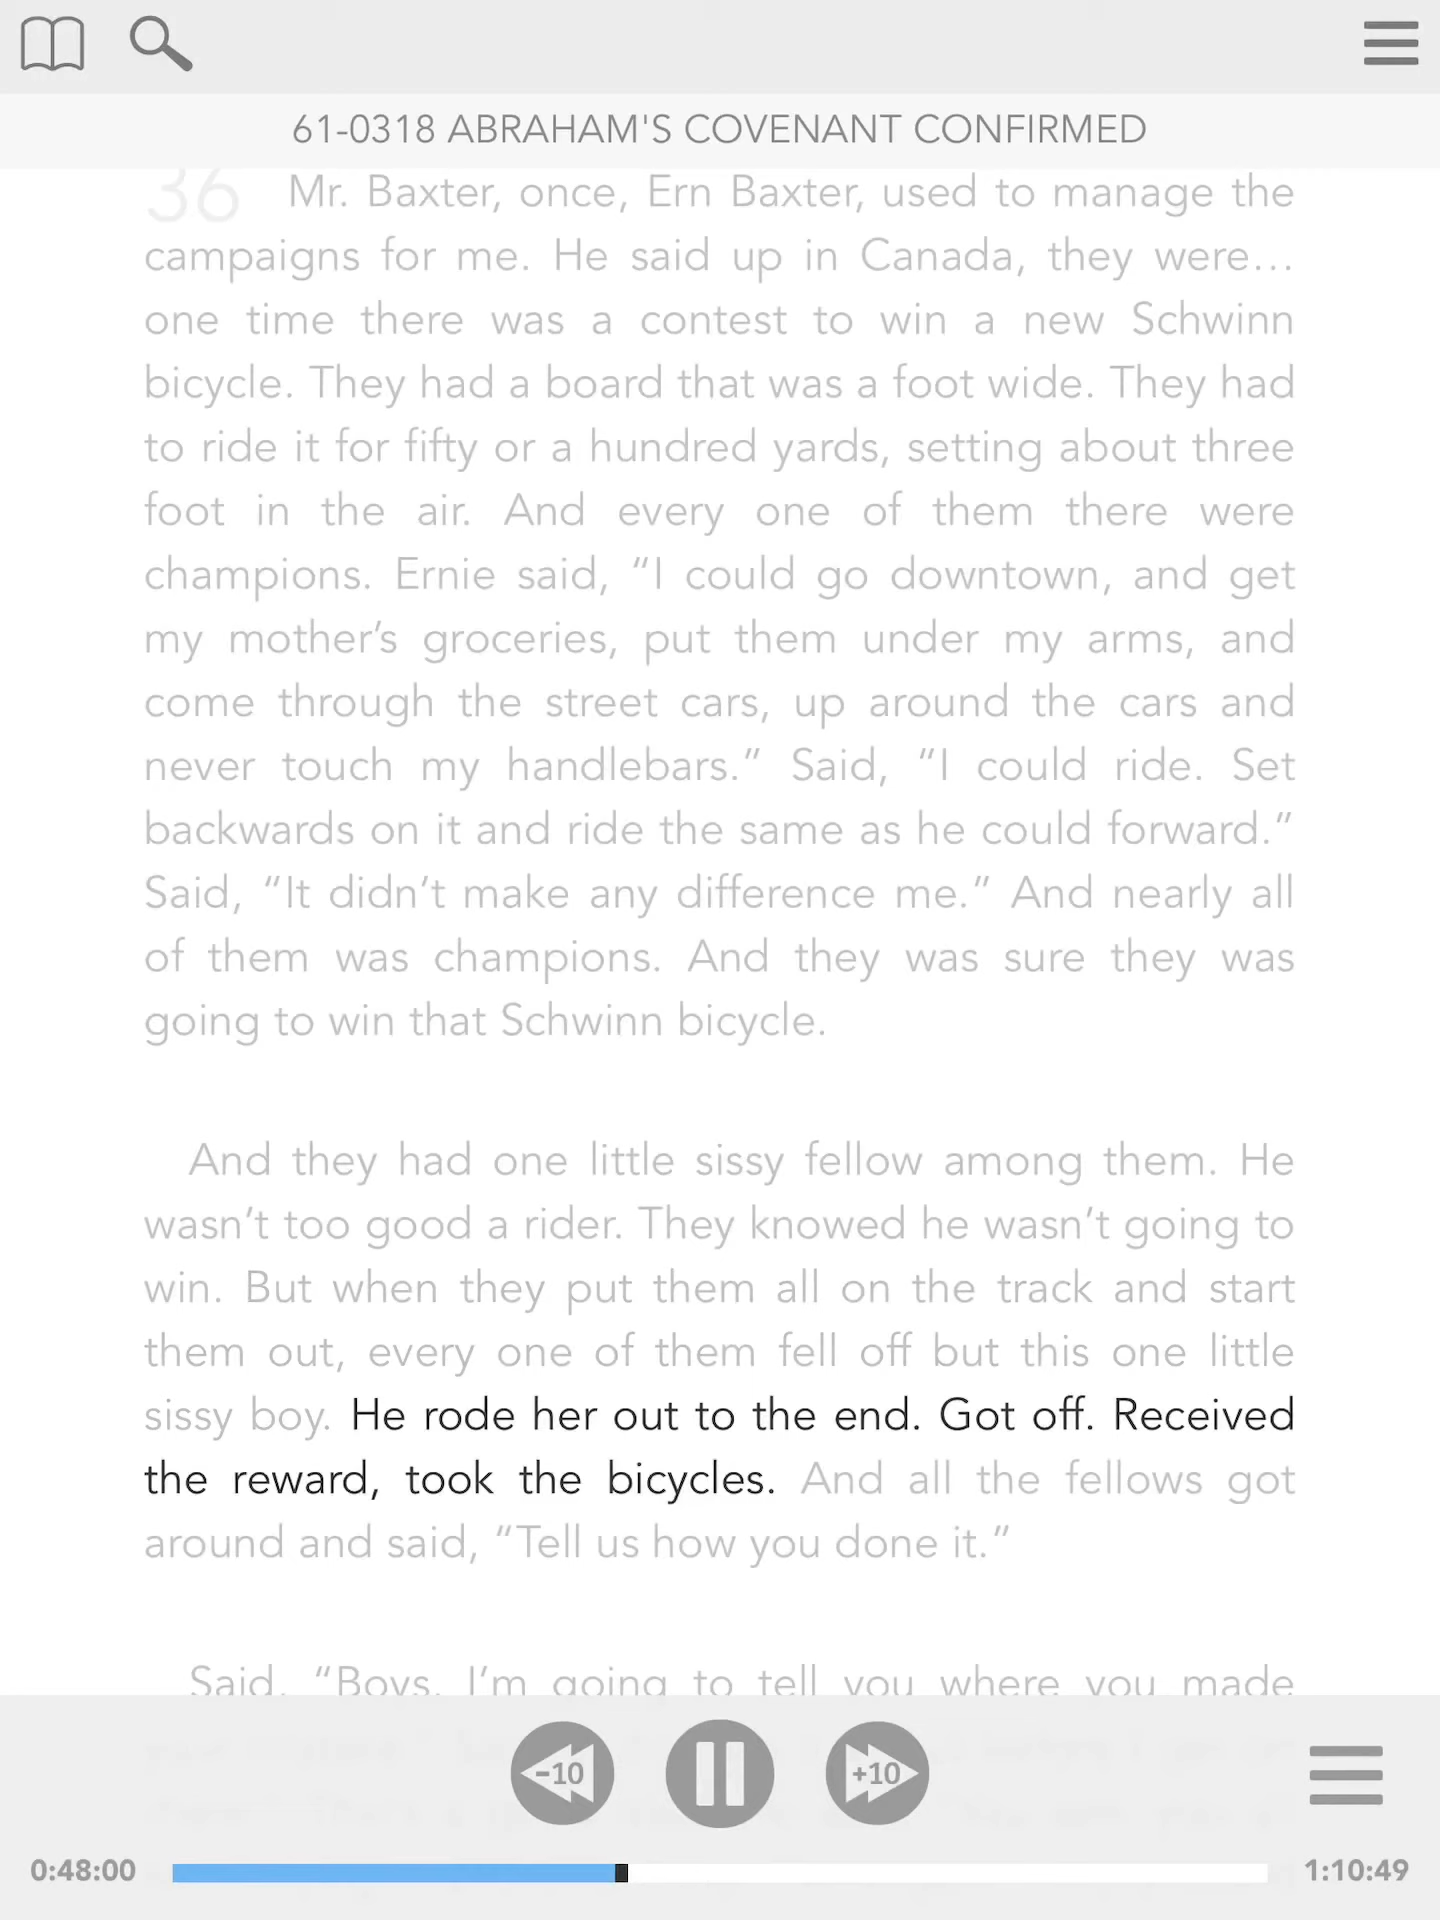 61-0318 ABRAHAM'S COVENANT CONFIRMED
36 Mr. Baxter, once, Ern Baxter, used to manage the
campaigns for me. He said up in Canada, they were…
one time there was a contest to win a new Schwinn
bicycle. They had a board that was a foot wide. They had
to ride it for fifty or a hundred yards, setting about three
foot in the air. And every one of them there were
champions. Ernie said, “I could go downtown, and get
my mother’s groceries, put them under my arms, and
come through the street cars, up around the cars and
never touch my handlebars.” Said, “I could ride. Set
backwards on it and ride the same as he could forward.”
Said, “It didn’t make any difference me.” And nearly all
of them was champions. And they was sure they was
going to win that Schwinn bicycle.
And they had one little sissy fellow among them. He
wasn’t too good a rider. They knowed he wasn’t going to
win. But when they put them all on the track and start
them out, every one of them fell off but this one little
sissy boy. He rode her out to the end. Got off. Received
the reward, took the bicycles. And all the fellows got
around and said, “Tell us how you done it.”
Said, “Boys, I’m going to tell you where you made
-10 +10
0:48:00 1:10:49